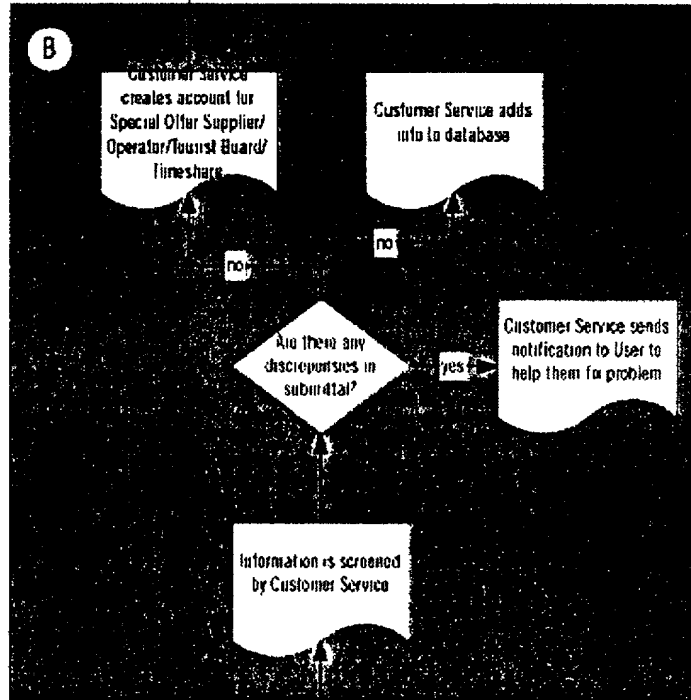 B
Customer Service
creates account for
Special Offer Supplier/
Operator/Tourist Board/
Timeshare
Customer Service adds
info to database
no
no
Are there any
discrepansies in
submittal?
yes
Customer Service sends
notification to User to
help them fix problem
Information is screened
by Customer Service